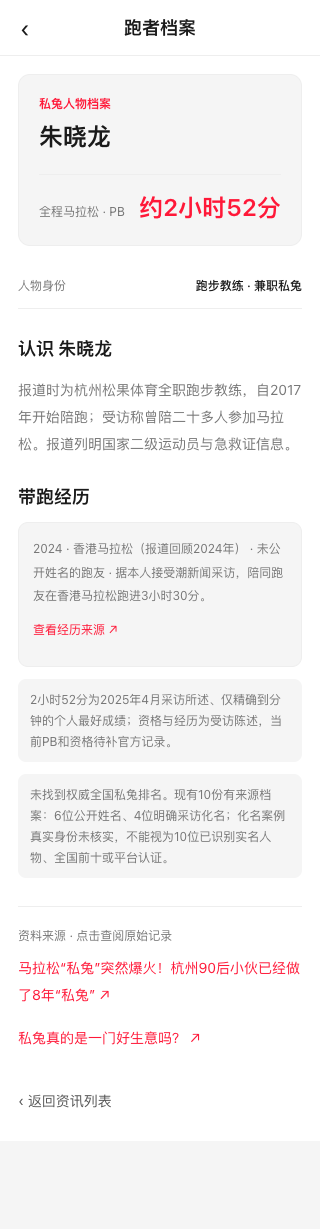 ‹
跑者档案
私兔人物档案
朱晓龙
全程马拉松 · PB 约2小时52分
人物身份 跑步教练 · 兼职私兔
认识 朱晓龙
报道时为杭州松果体育全职跑步教练，自2017
年开始陪跑；受访称曾陪二十多人参加马拉
松。报道列明国家二级运动员与急救证信息。
带跑经历
2024 · 香港马拉松（报道回顾2024年） · 未公
开姓名的跑友 · 据本人接受潮新闻采访，陪同跑
友在香港马拉松跑进3小时30分。
查看经历来源 ↗
2小时52分为2025年4月采访所述、仅精确到分
钟的个人最好成绩；资格与经历为受访陈述，当
前PB和资格待补官方记录。
未找到权威全国私兔排名。现有10份有来源档
案：6位公开姓名、4位明确采访化名；化名案例
真实身份未核实，不能视为10位已识别实名人
物、全国前十或平台认证。
资料来源 · 点击查阅原始记录
马拉松“私兔”突然爆火！杭州90后小伙已经做
了8年“私兔” ↗
私兔真的是一门好生意吗？ ↗
‹ 返回资讯列表